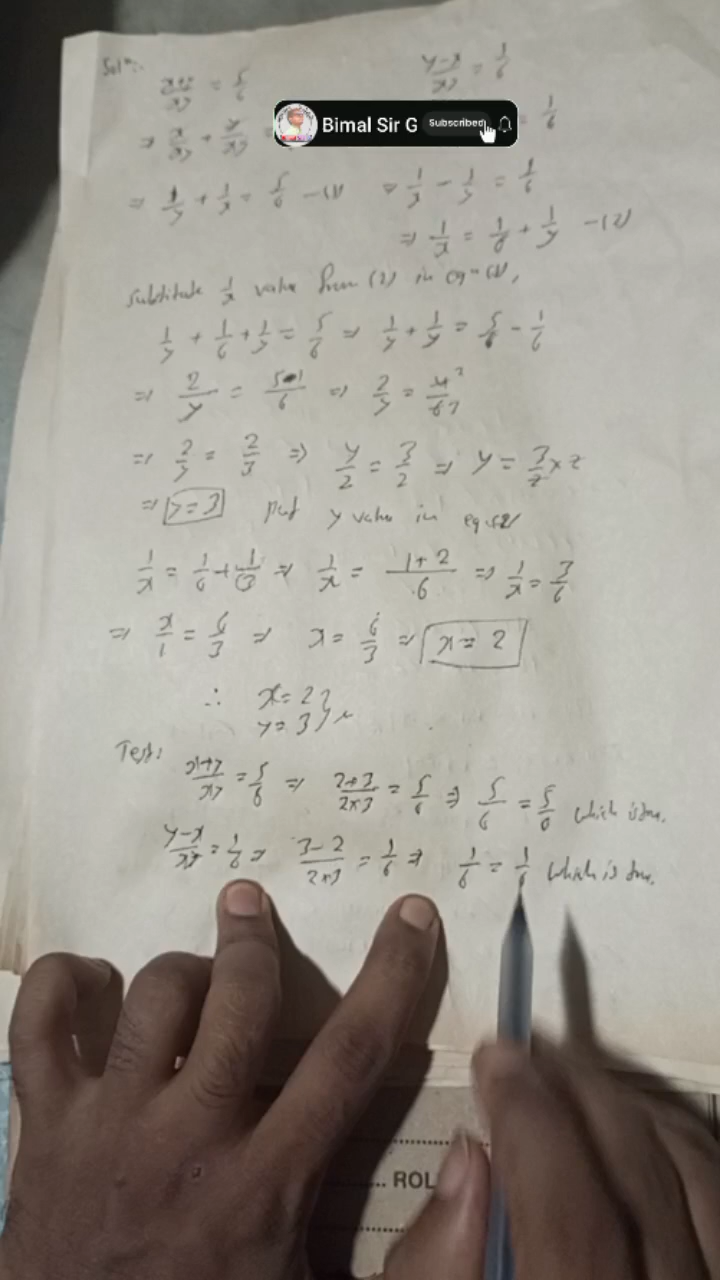 Solⁿ:-
x+y/xy = 5/6    y-x/xy = 1/6
Bimal Sir G Subscribed
⇒ x/xy + y/xy = 1/6
⇒ 1/y + 1/x = 5/6 —(1)    ⇒ 1/x - 1/y = 1/6
⇒ 1/x = 1/6 + 1/y —(2)
Substitute 1/x value from (2) in eqⁿ (1),
1/y + 1/6 + 1/y = 5/6 ⇒ 1/y + 1/y = 5/6 - 1/6
⇒ 2/y = 5-1/6 ⇒ 2/y = 4²/6 3
⇒ 2/y = 2/3 ⇒ y/2 = 3/2 ⇒ y = 3/2 × 2
⇒ y = 3 put y value in eqⁿ (2)
1/x = 1/6 + 1/3 ⇒ 1/x = 1+2/6 ⇒ 1/x = 3/6
⇒ x/1 = 6/3 ⇒ x = 6/3 ⇒ x = 2
∴ x = 2
y = 3
Test:
x+y/xy = 5/6 ⇒ 2+3/2×3 = 5/6 ⇒ 5/6 = 5/6 which is true.
y-x/xy = 1/6 ⇒ 3-2/2×3 = 1/6 ⇒ 1/6 = 1/6 which is true.
ROL